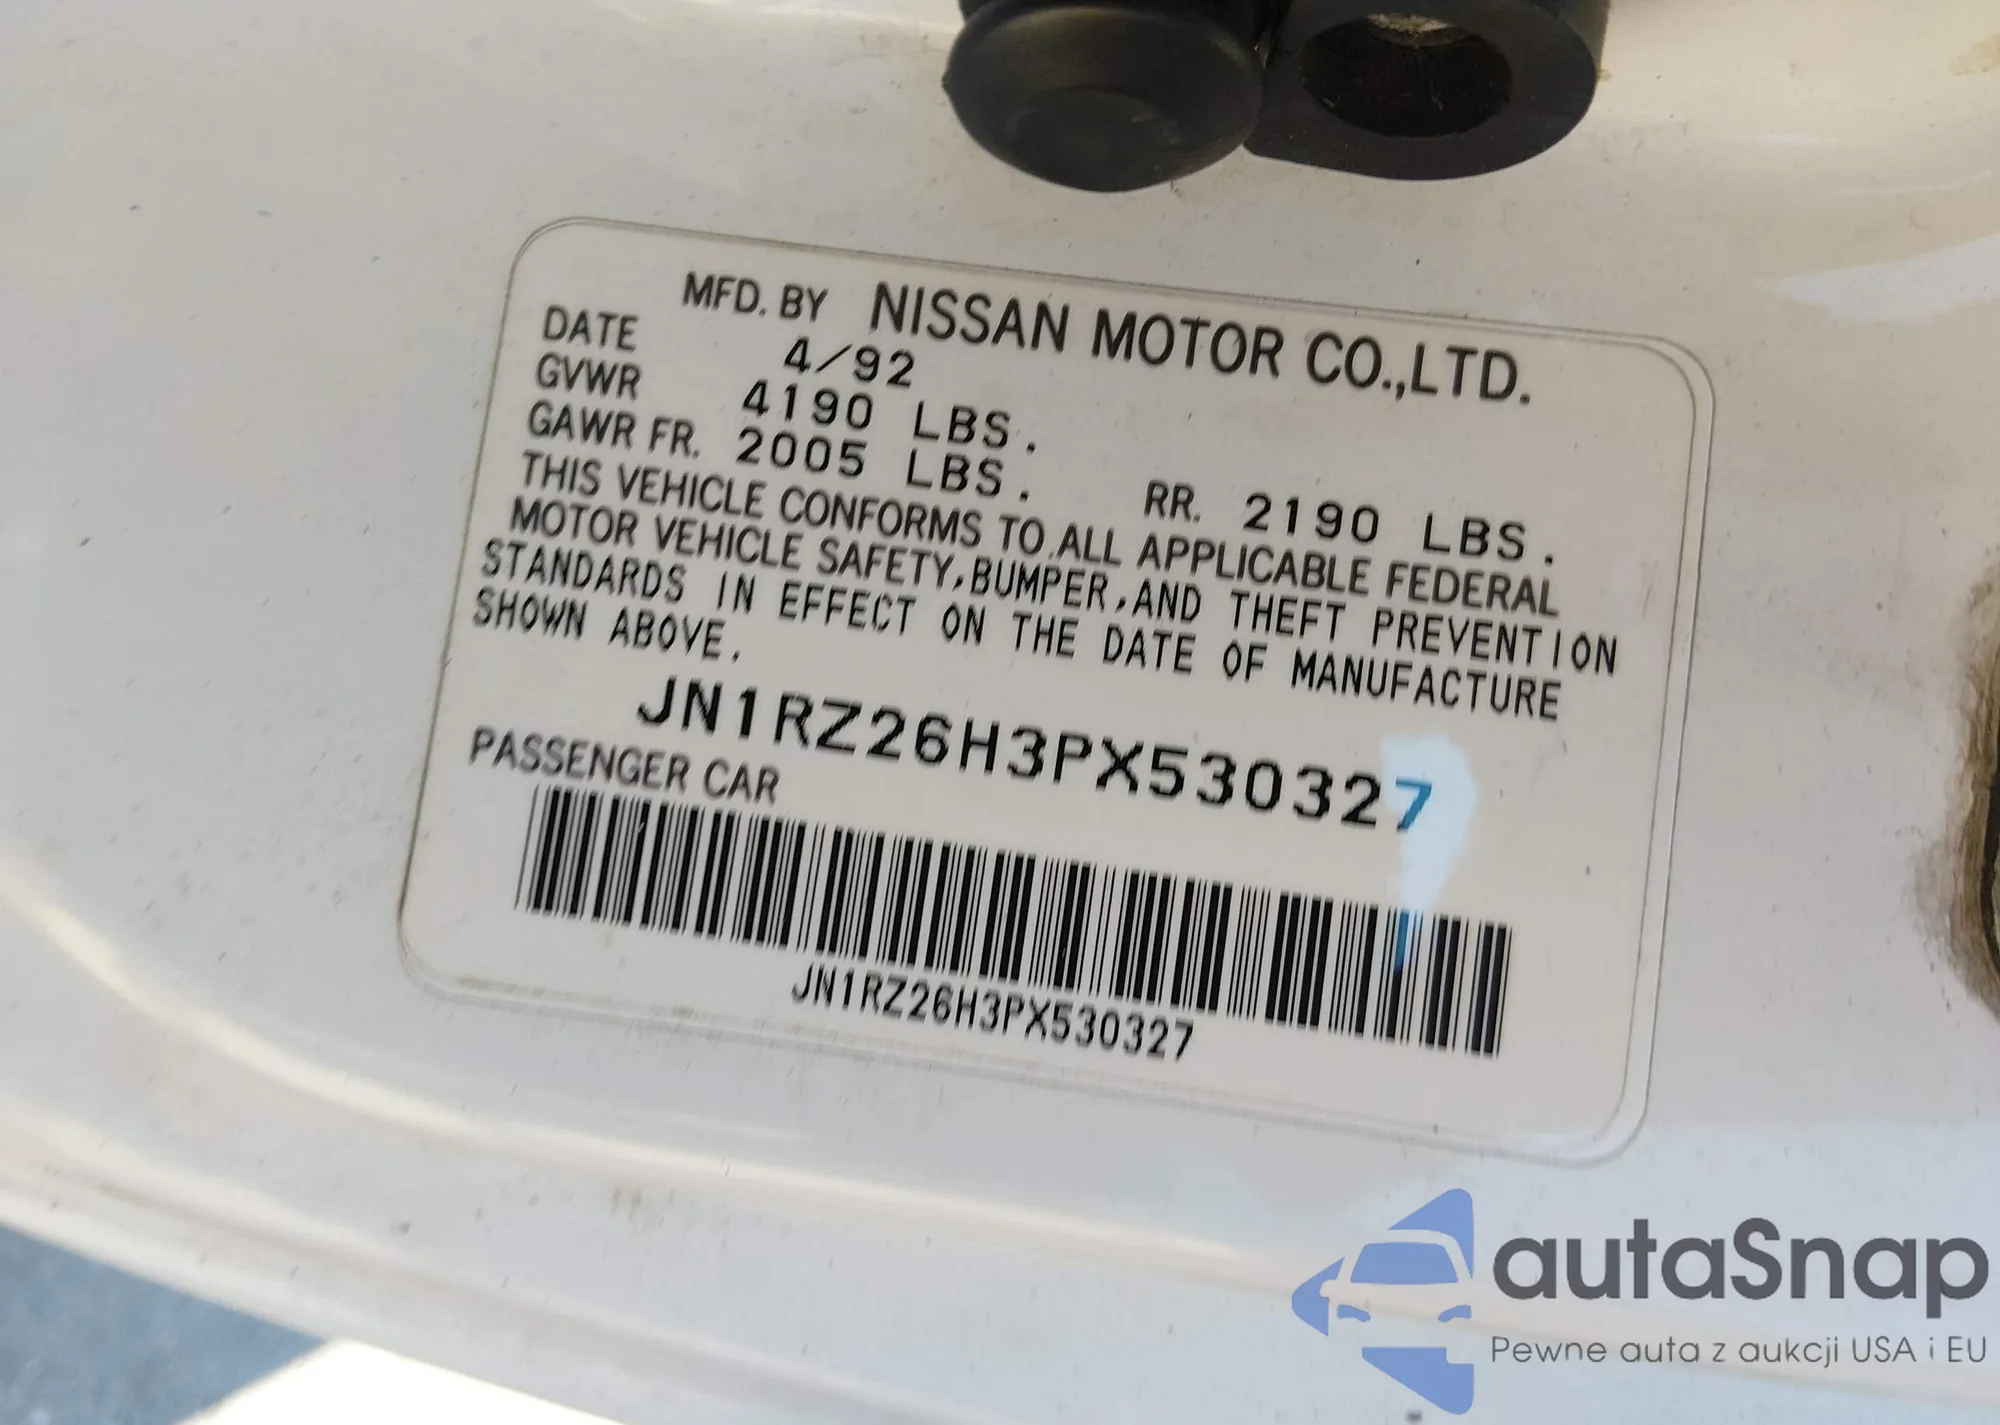 MFD. BY NISSAN MOTOR CO.,LTD.
DATE 4/92
GVWR 4190 LBS.
GAWR FR. 2005 LBS. RR. 2190 LBS.
THIS VEHICLE CONFORMS TO ALL APPLICABLE FEDERAL
MOTOR VEHICLE SAFETY,BUMPER,AND THEFT PREVENTION
STANDARDS IN EFFECT ON THE DATE OF MANUFACTURE
SHOWN ABOVE.
JN1RZ26H3PX530327
PASSENGER CAR
JN1RZ26H3PX530327
autaSnap
Pewne auta z aukcji USA i EU